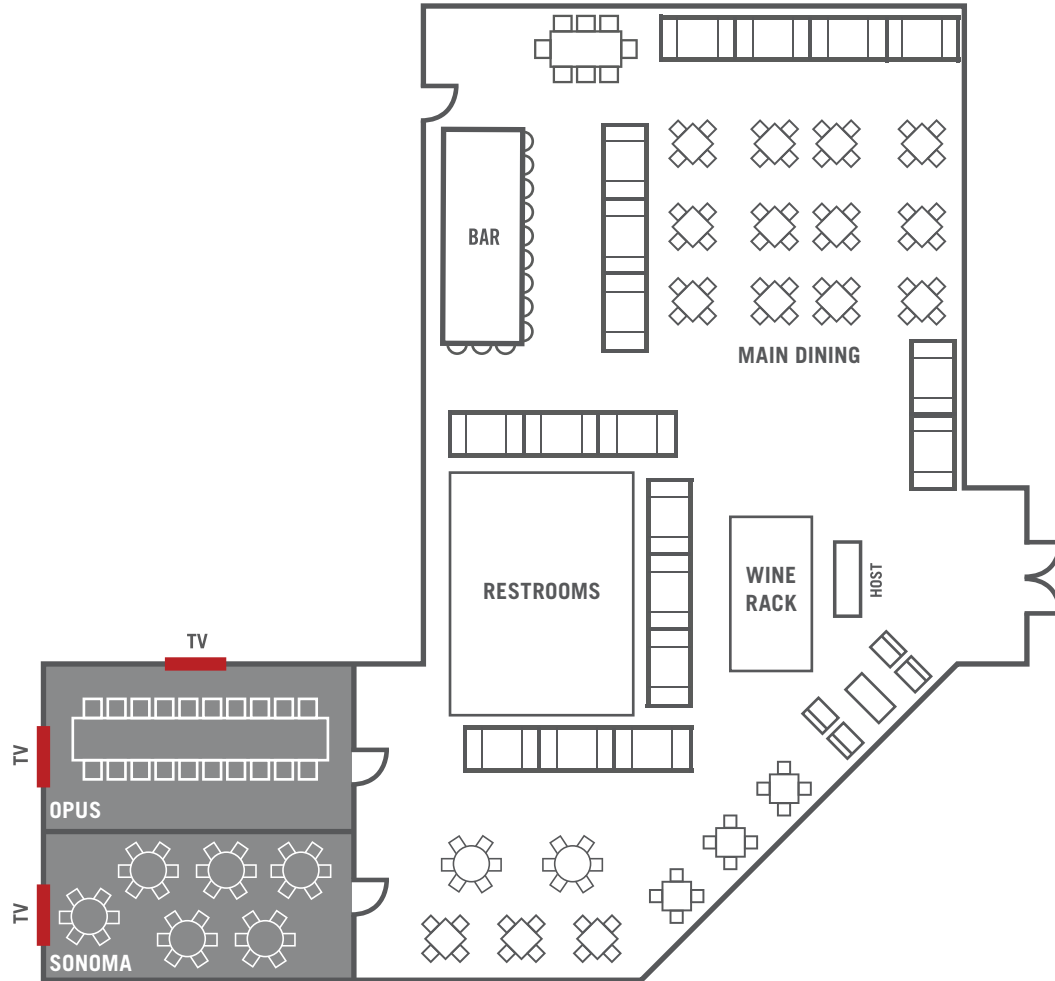 BAR
MAIN DINING
RESTROOMS
WINE
RACK
HOST
TV
TV
OPUS
TV
SONOMA